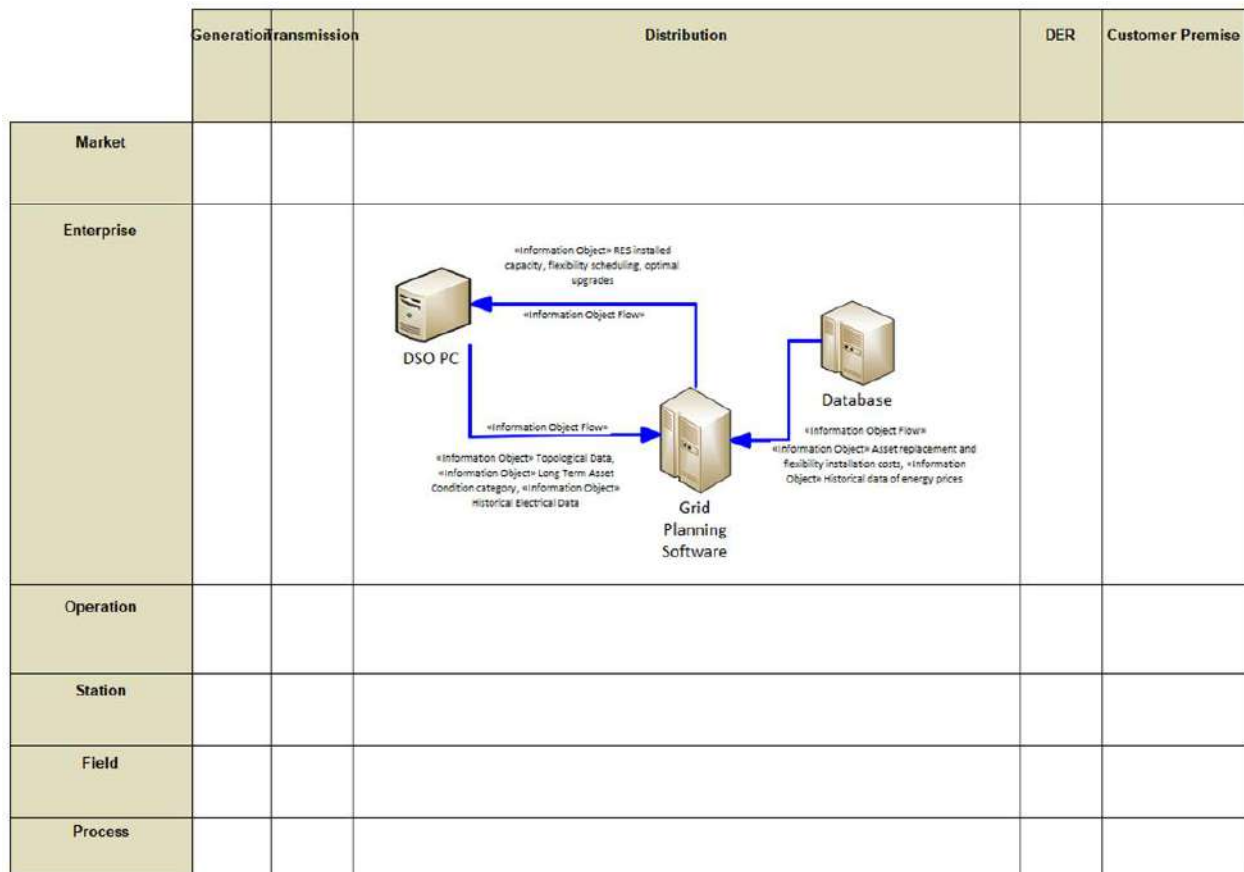 Generation Transmission Distribution DER Customer Premise
Market
Enterprise
«Information Object» RES installed
capacity, flexibility scheduling, optimal
upgrades
«Information Object Flow»
DSO PC
Database
«Information Object Flow»
«Information Object» Topological Data,
«Information Object» Long Term Asset
Condition category, «Information Object»
Historical Electrical Data
«Information Object Flow»
«Information Object» Asset replacement and
flexibility installation costs, «Information
Object» Historical data of energy prices
Grid
Planning
Software
Operation
Station
Field
Process